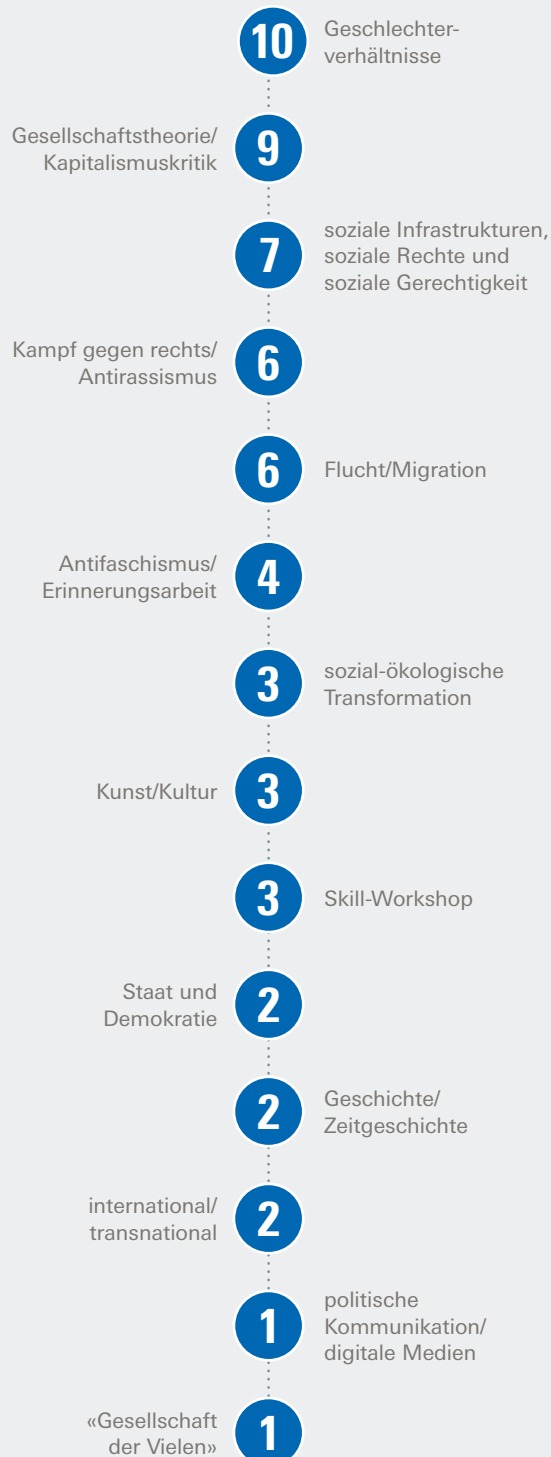 10
Geschlechter-
verhältnisse
Gesellschaftstheorie/
Kapitalismuskritik
9
7
soziale Infrastrukturen,
soziale Rechte und
soziale Gerechtigkeit
Kampf gegen rechts/
Antirassismus
6
6
Flucht/Migration
Antifaschismus/
Erinnerungsarbeit
4
3
sozial-ökologische
Transformation
Kunst/Kultur
3
3
Skill-Workshop
Staat und
Demokratie
2
2
Geschichte/
Zeitgeschichte
international/
transnational
2
1
politische
Kommunikation/
digitale Medien
«Gesellschaft
der Vielen»
1